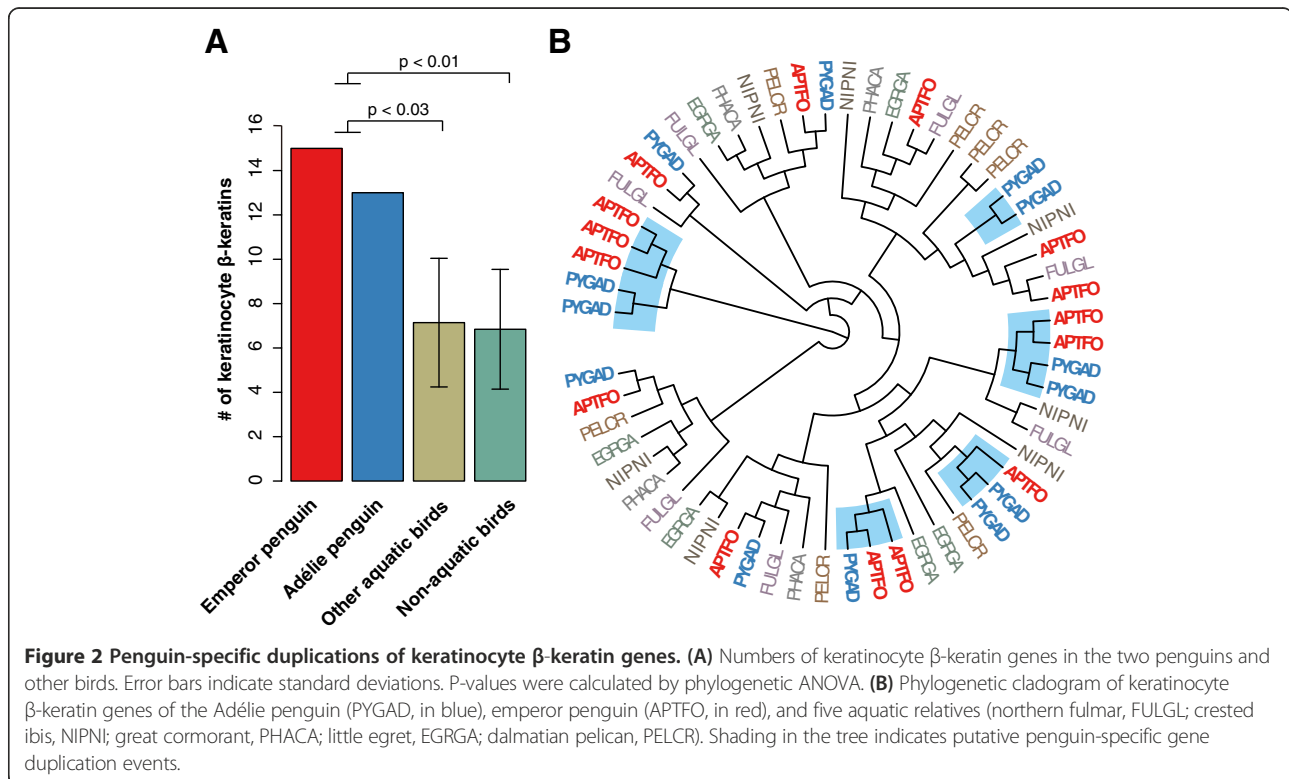 A
B
p < 0.01
p < 0.03
# of keratinocyte β-keratins
16
14
12
10
8
6
4
2
0
Emperor penguin
Adélie penguin
Other aquatic birds
Non-aquatic birds
PYGAD
APTFO
PELCR
NIPNI
PHACA
EGRGA
FULGL
PYGAD
APTFO
FULGL
APTFO
APTFO
APTFO
PYGAD
PYGAD
PYGAD
APTFO
PELCR
EGRGA
NIPNI
PHACA
FULGL
EGRGA
NIPNI
APTFO
PYGAD
FULGL
PHACA
PELCR
PYGAD
APTFO
APTFO
EGRGA
EGRGA
PELCR
PYGAD
PYGAD
APTFO
NIPNI
FULGL
NIPNI
PYGAD
PYGAD
APTFO
APTFO
APTFO
FULGL
APTFO
NIPNI
PYGAD
PYGAD
PELCR
PELCR
PELCR
FULGL
APTFO
EGRGA
PHACA
NIPNI
Figure 2 Penguin-specific duplications of keratinocyte β-keratin genes. (A) Numbers of keratinocyte β-keratin genes in the two penguins and
other birds. Error bars indicate standard deviations. P-values were calculated by phylogenetic ANOVA. (B) Phylogenetic cladogram of keratinocyte
β-keratin genes of the Adélie penguin (PYGAD, in blue), emperor penguin (APTFO, in red), and five aquatic relatives (northern fulmar, FULGL; crested
ibis, NIPNI; great cormorant, PHACA; little egret, EGRGA; dalmatian pelican, PELCR). Shading in the tree indicates putative penguin-specific gene
duplication events.